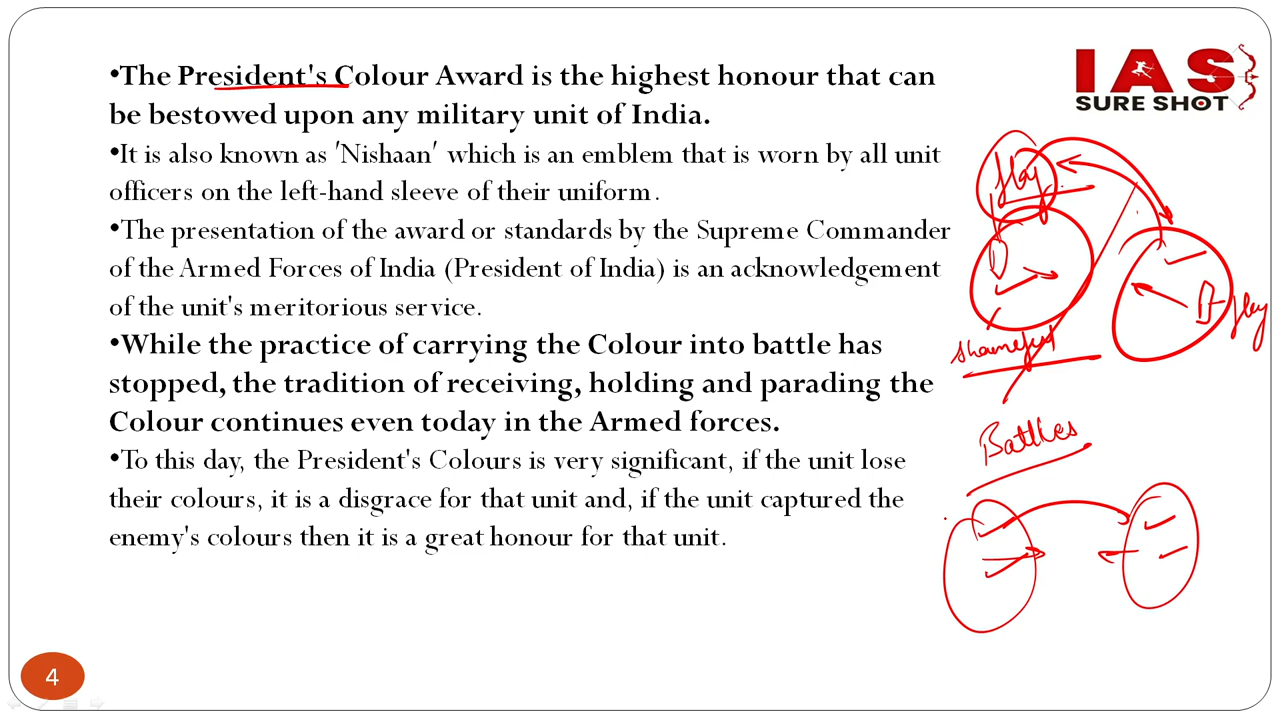 •The President's Colour Award is the highest honour that can
be bestowed upon any military unit of India.
•It is also known as 'Nishaan' which is an emblem that is worn by all unit
officers on the left-hand sleeve of their uniform.
•The presentation of the award or standards by the Supreme Commander
of the Armed Forces of India (President of India) is an acknowledgement
of the unit's meritorious service.
•While the practice of carrying the Colour into battle has
stopped, the tradition of receiving, holding and parading the
Colour continues even today in the Armed forces.
•To this day, the President's Colours is very significant, if the unit lose
their colours, it is a disgrace for that unit and, if the unit captured the
enemy's colours then it is a great honour for that unit.
IAS
SURE SHOT
flag
Battles
4